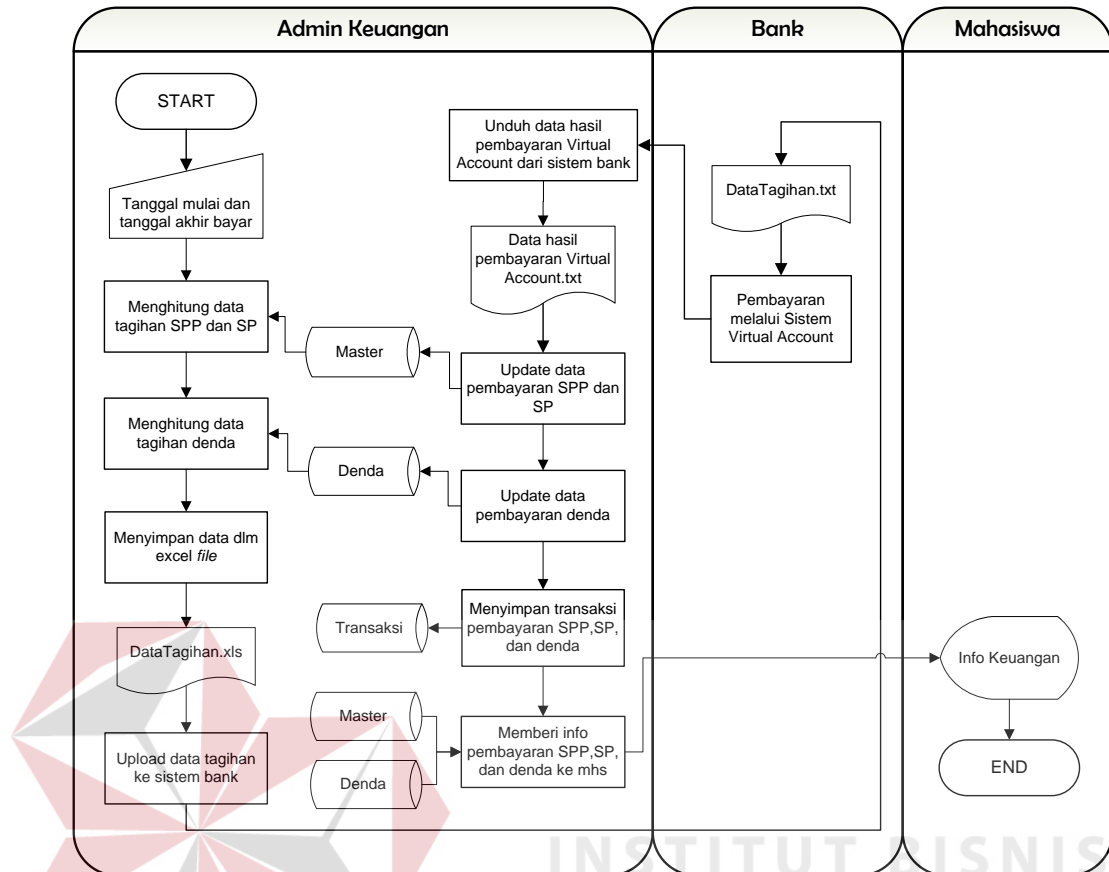 Admin Keuangan
Bank
Mahasiswa
START
Tanggal mulai dan
tanggal akhir bayar
Menghitung data
tagihan SPP dan SP
Menghitung data
tagihan denda
Menyimpan data dlm
excel file
DataTagihan.xls
Upload data tagihan
ke sistem bank
Master
Denda
Transaksi
Master
Denda
Unduh data hasil
pembayaran Virtual
Account dari sistem bank
Data hasil
pembayaran Virtual
Account.txt
Update data
pembayaran SPP dan
SP
Update data
pembayaran denda
Menyimpan transaksi
pembayaran SPP,SP,
dan denda
Memberi info
pembayaran SPP,SP,
dan denda ke mhs
DataTagihan.txt
Pembayaran
melalui Sistem
Virtual Account
Info Keuangan
END
INSTITUT BISNIS